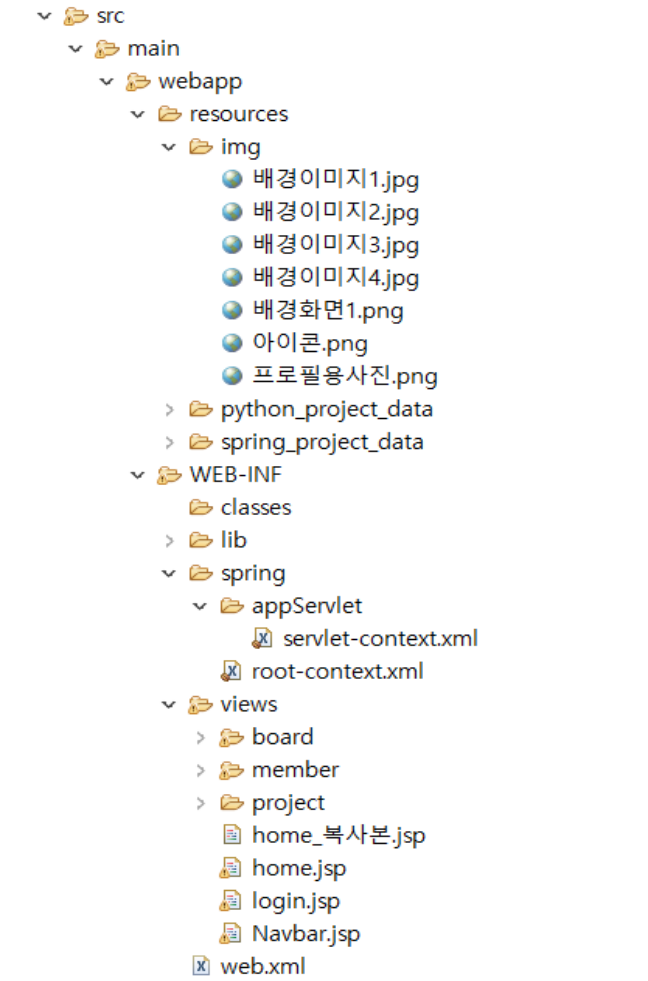 src
main
webapp
resources
img
배경이미지1.jpg
배경이미지2.jpg
배경이미지3.jpg
배경이미지4.jpg
배경화면1.png
아이콘.png
프로필용사진.png
python_project_data
spring_project_data
WEB-INF
classes
lib
spring
appServlet
servlet-context.xml
root-context.xml
views
board
member
project
home_복사본.jsp
home.jsp
login.jsp
Navbar.jsp
web.xml